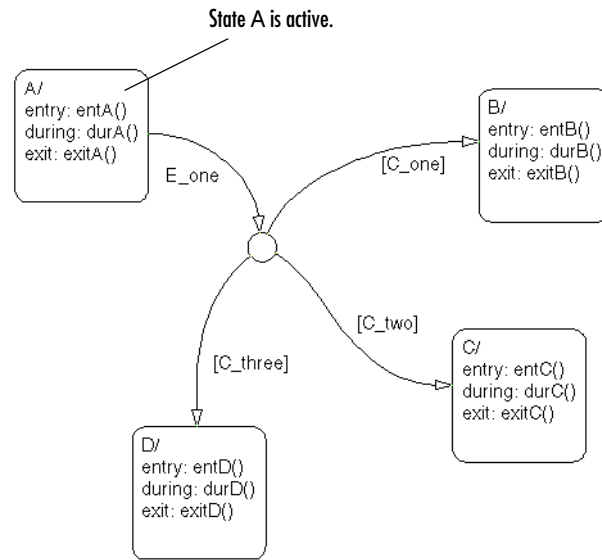 State A is active.
A/
entry: entA()
during: durA()
exit: exitA()
E_one
[C_one]
B/
entry: entB()
during: durB()
exit: exitB()
[C_two]
[C_three]
C/
entry: entC()
during: durC()
exit: exitC()
D/
entry: entD()
during: durD()
exit: exitD()